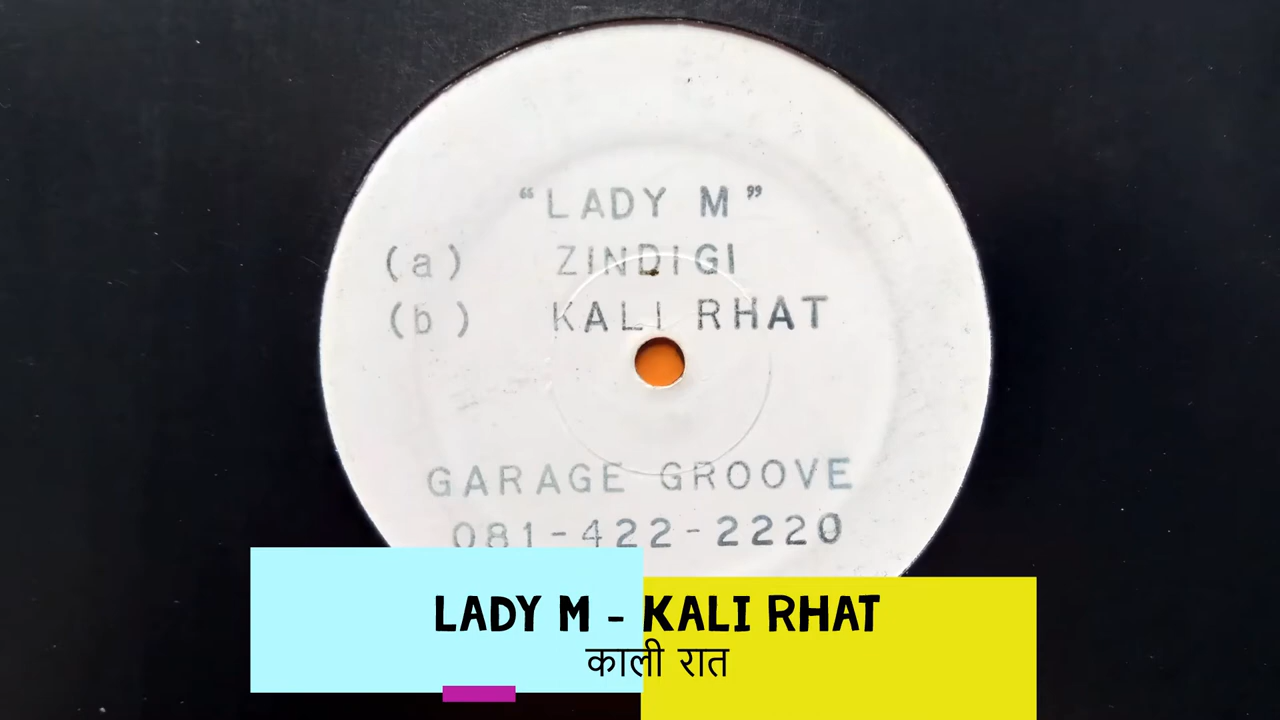 “LADY M”
(a) ZINDIGI
(b) KALI RHAT
GARAGE GROOVE
081-422-2220
LADY M - KALI RHAT
काली रात